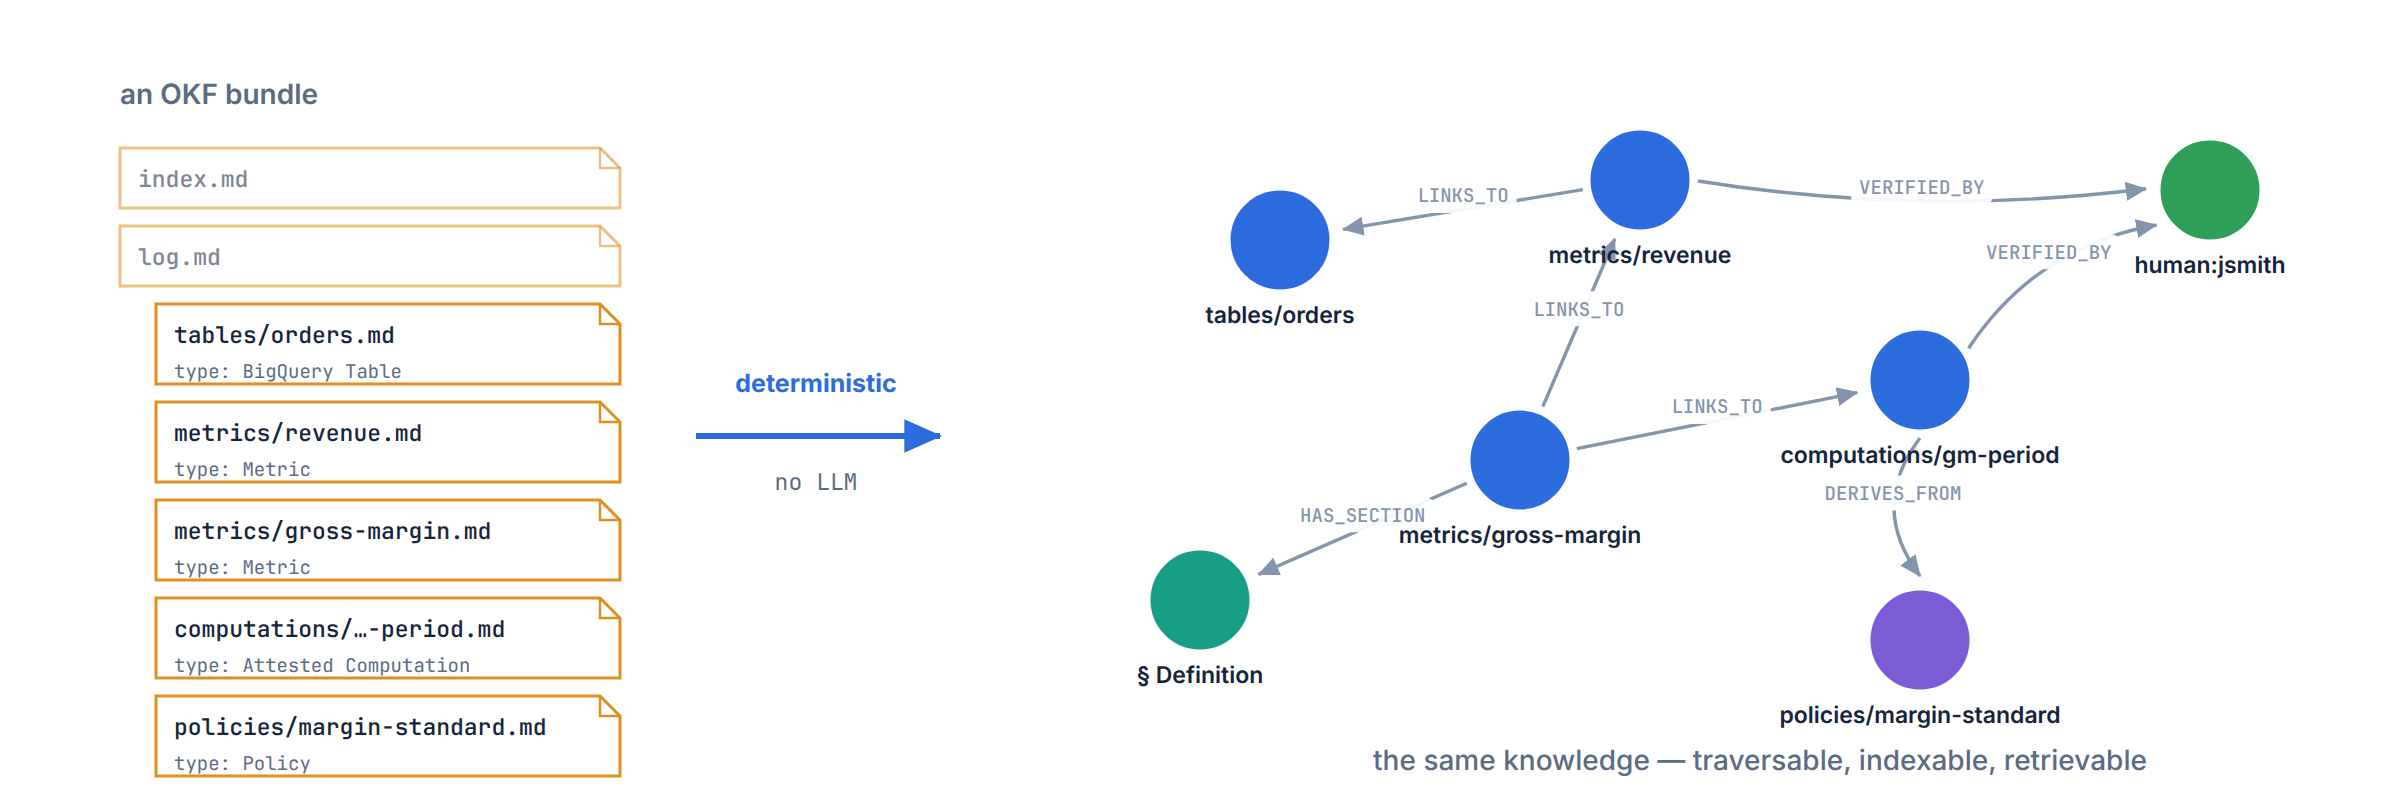 an OKF bundle
index.md
log.md
tables/orders.md
type: BigQuery Table
metrics/revenue.md
type: Metric
metrics/gross-margin.md
type: Metric
computations/…-period.md
type: Attested Computation
policies/margin-standard.md
type: Policy
deterministic
no LLM
LINKS_TO
VERIFIED_BY
metrics/revenue
VERIFIED_BY
human:jsmith
tables/orders
LINKS_TO
LINKS_TO
computations/gm-period
DERIVES_FROM
HAS_SECTION
metrics/gross-margin
§ Definition
policies/margin-standard
the same knowledge — traversable, indexable, retrievable